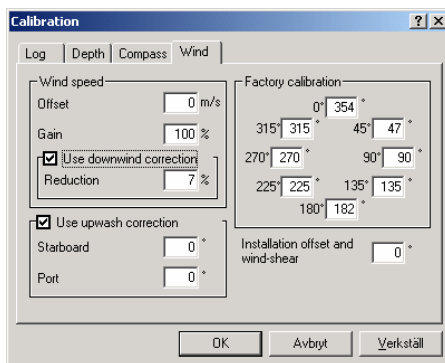 Calibration
Log Depth Compass Wind
Wind speed
Offset 0 m/s
Gain 100 %
Use downwind correction
Reduction 7 %
Use upwash correction
Starboard 0 °
Port 0 °
Factory calibration
0° 354 °
315° 315 ° 45° 47 °
270° 270 ° 90° 90 °
225° 225 ° 135° 135 °
180° 182 °
Installation offset and
wind-shear 0 °
OK Avbryt Verkställ